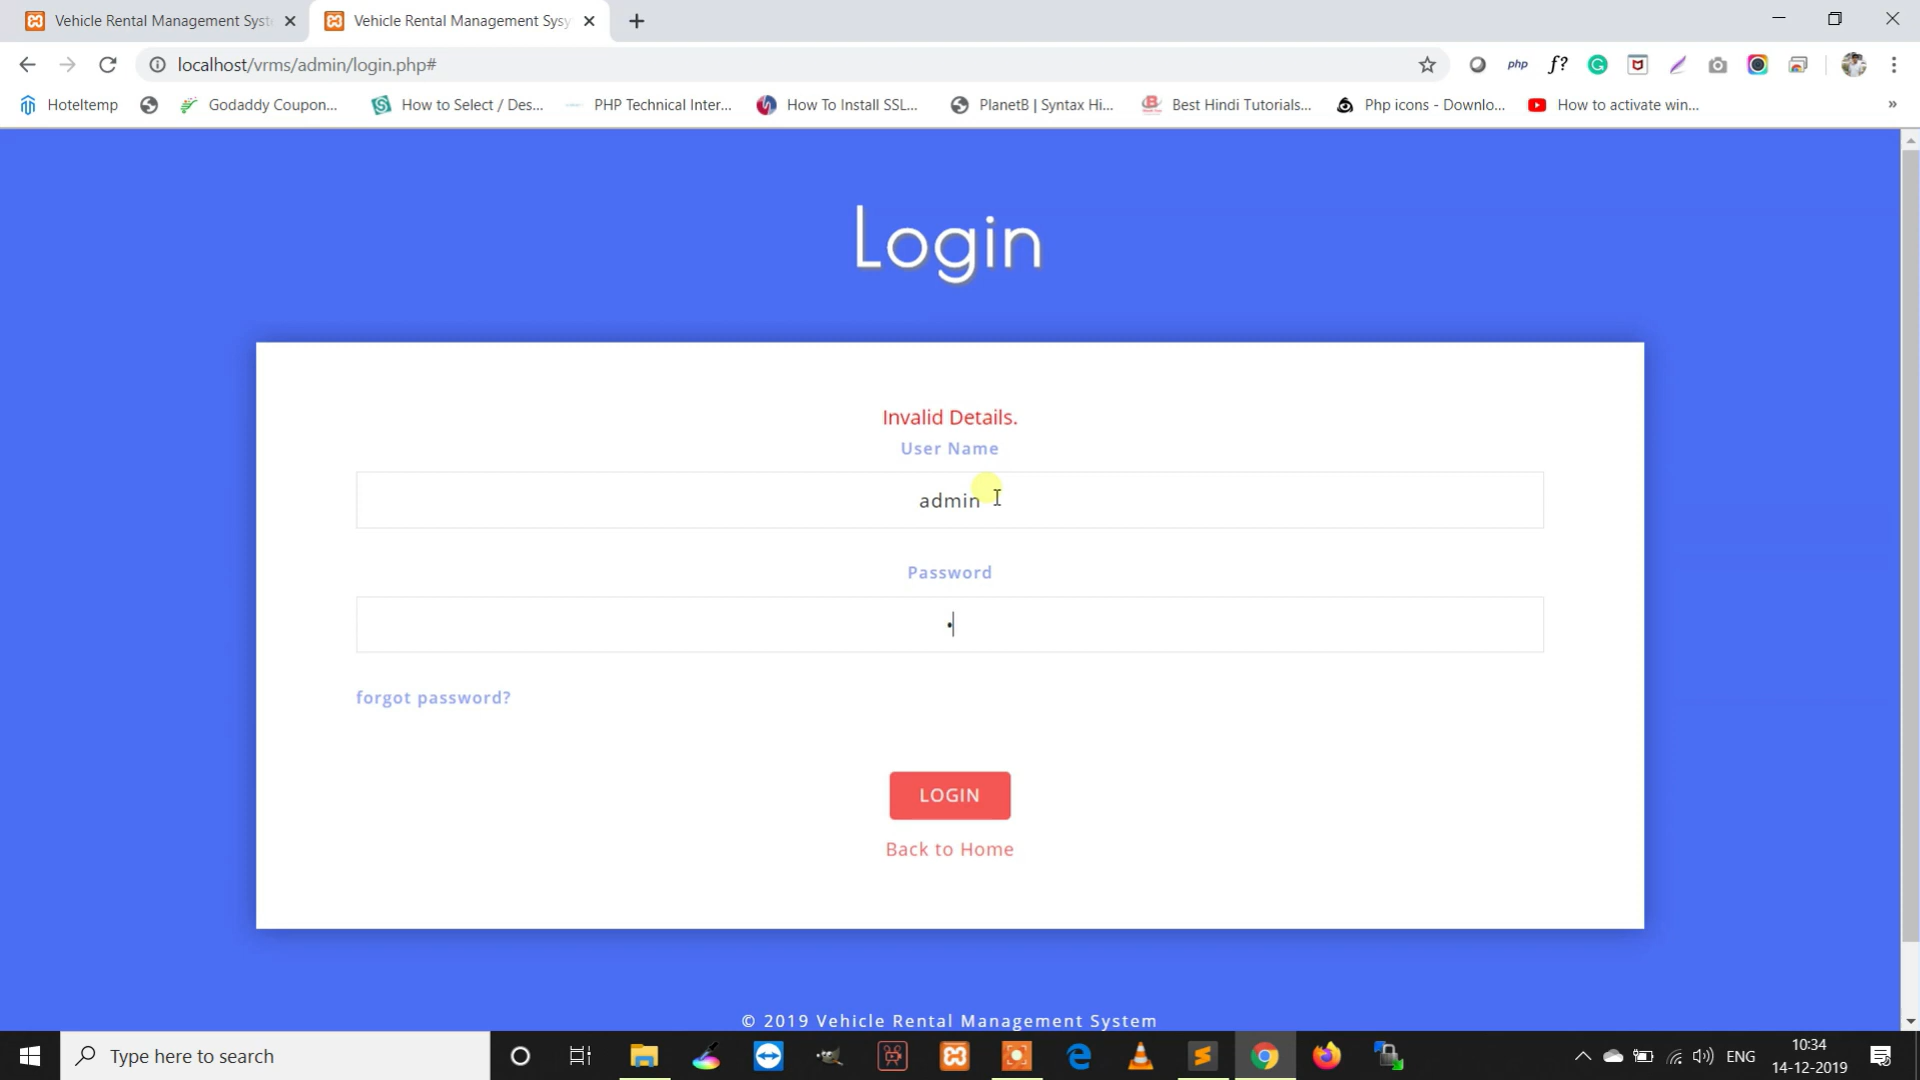 Vehicle Rental Management Syst
Vehicle Rental Management Sysy
localhost/vrms/admin/login.php#
php
f?
Hoteltemp
Godaddy Coupon...
How to Select / Des...
PHP Technical Inter...
How To Install SSL...
PlanetB | Syntax Hi...
Best Hindi Tutorials...
Php icons - Downlo...
How to activate win...
»
Login
Invalid Details.
User Name
admin
Password
forgot password?
LOGIN
Back to Home
© 2019 Vehicle Rental Management System
Type here to search
ENG
10:34
14-12-2019